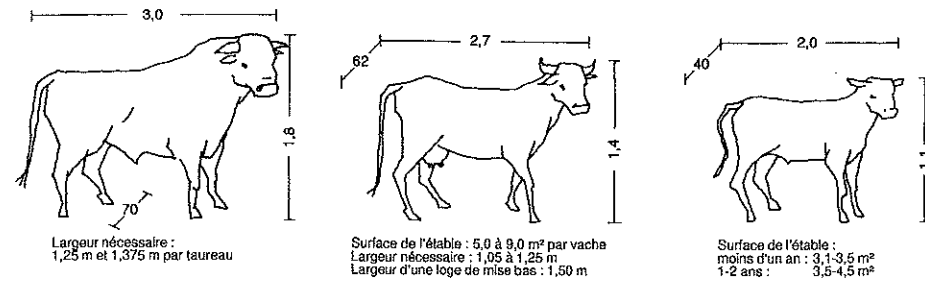 3,0
1,8
70
Largeur nécessaire :
1,25 m et 1,375 m par taureau
62
2,7
1,4
Surface de l'étable : 5,0 à 9,0 m² par vache
Largeur nécessaire : 1,05 à 1,25 m
Largeur d'une loge de mise bas : 1,50 m
40
2,0
1,1
Surface de l'étable :
moins d'un an : 3,1-3,5 m²
1-2 ans : 3,5-4,5 m²